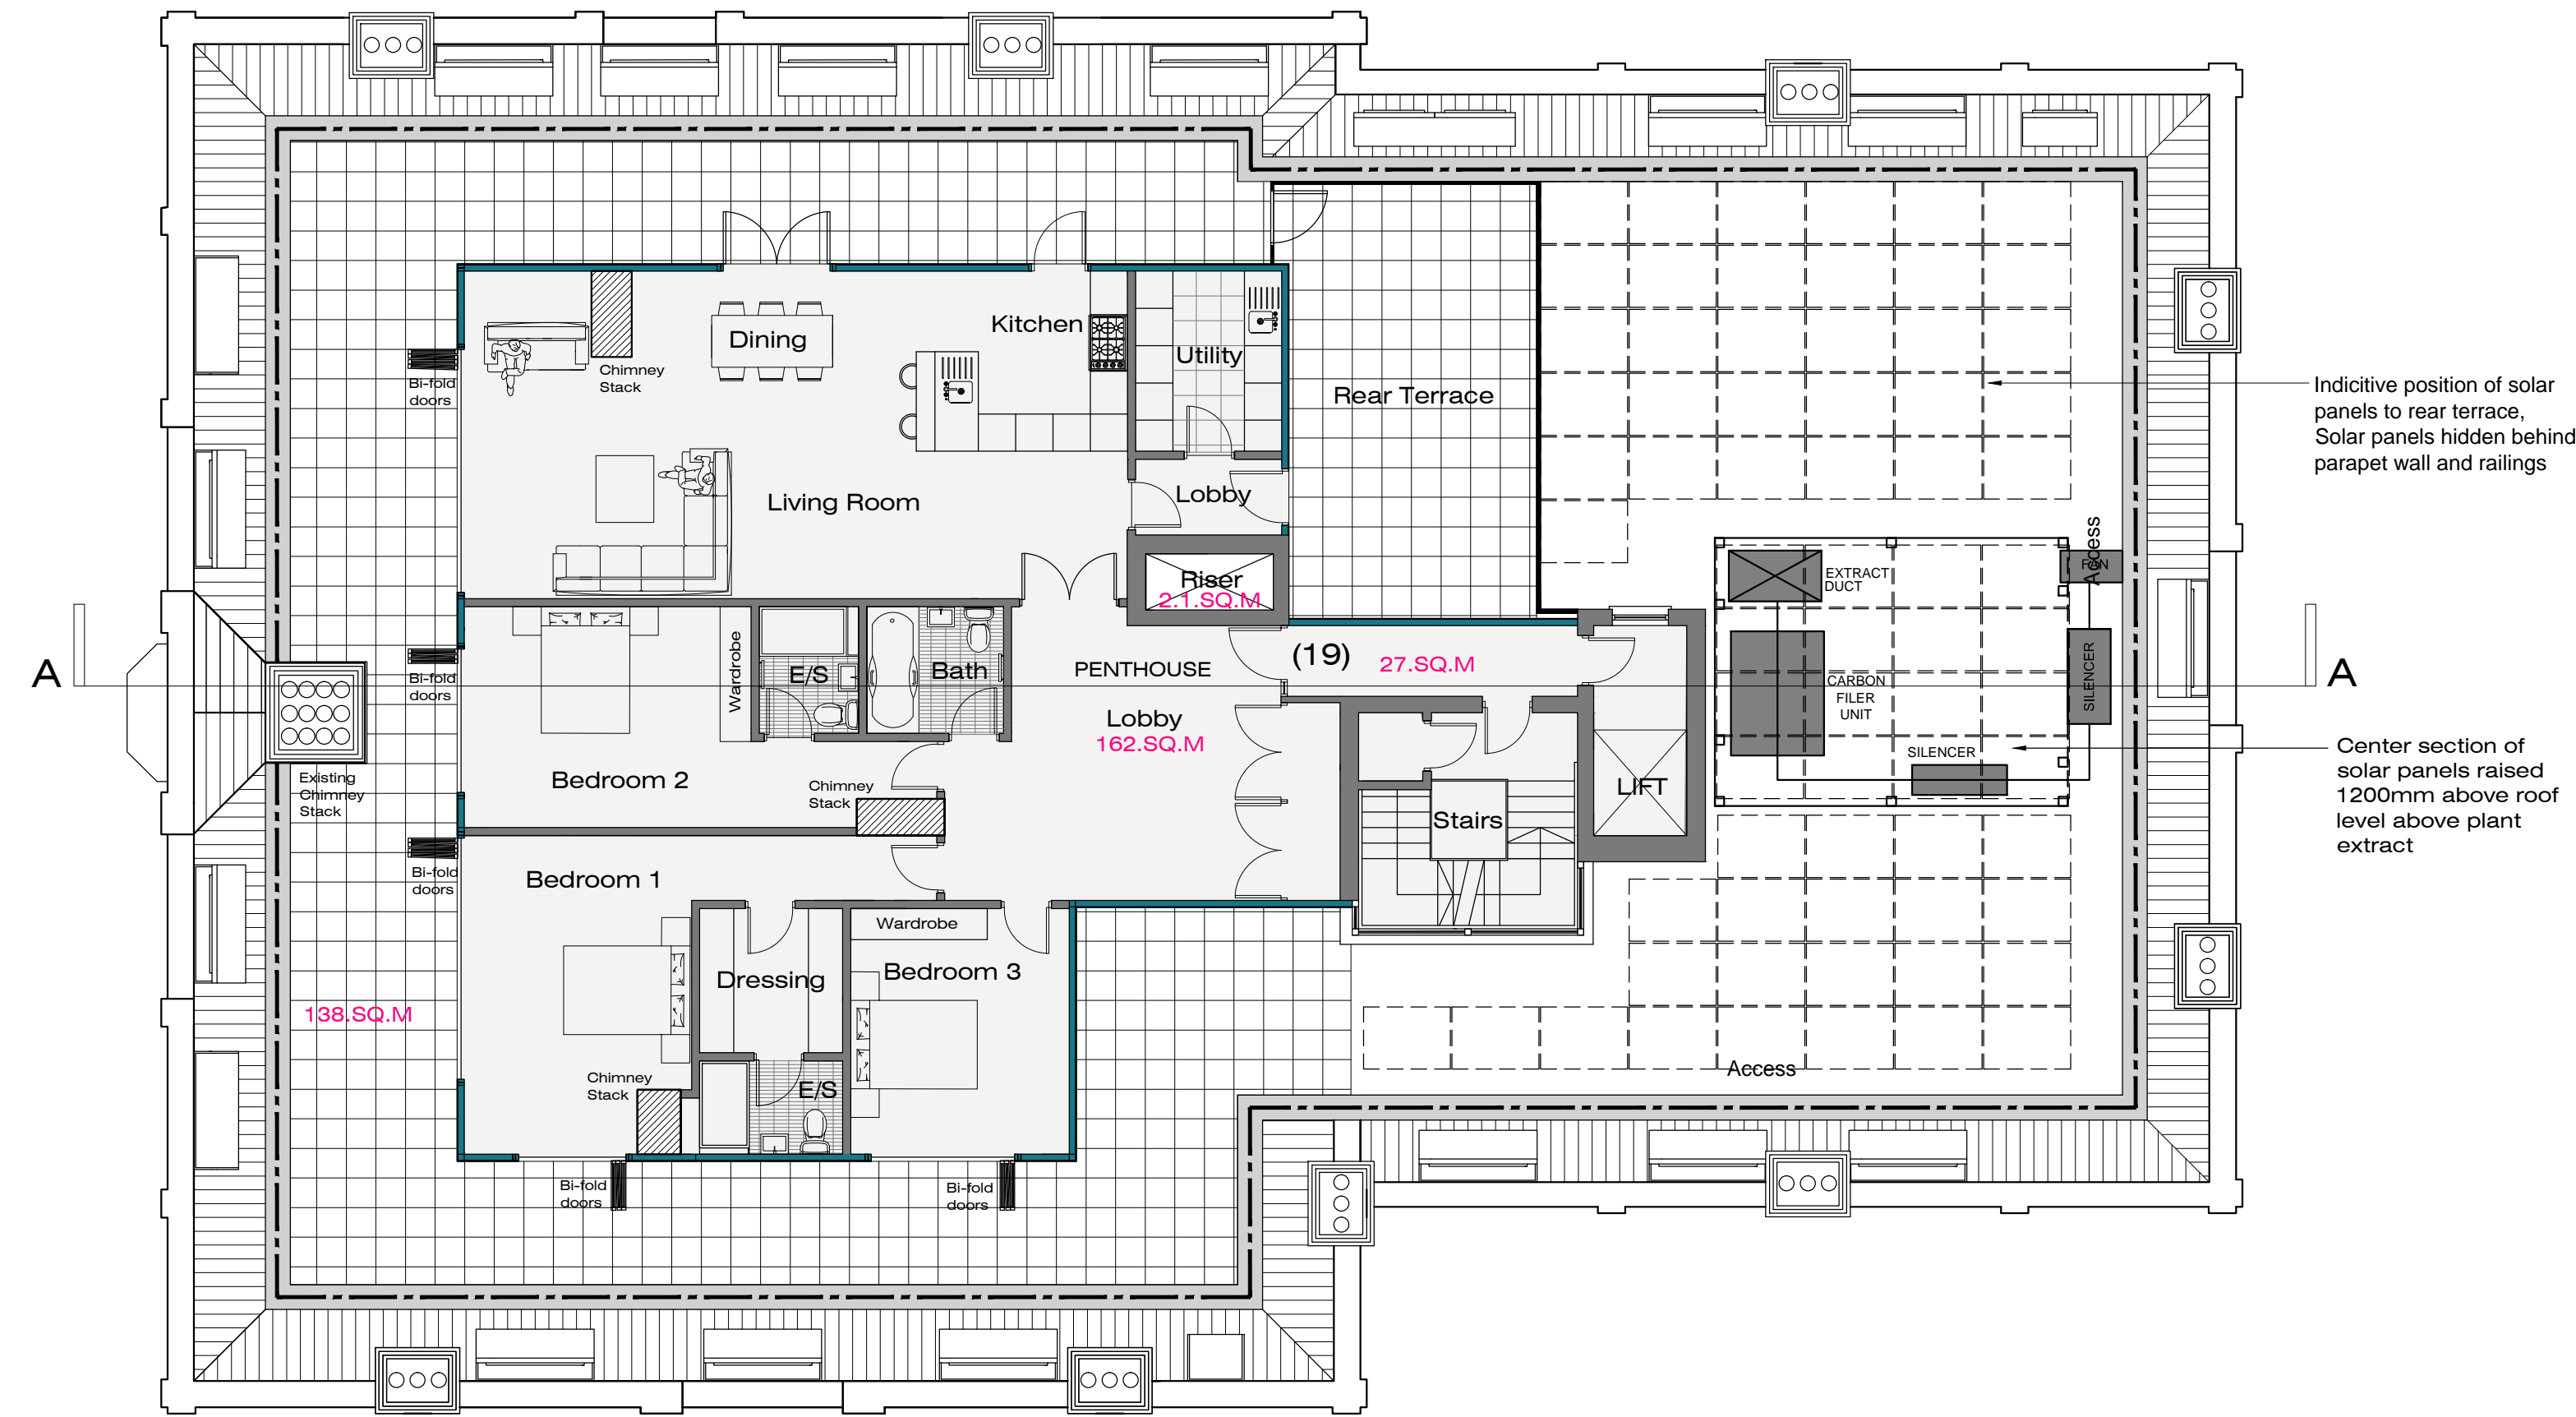 Kitchen
Dining
Utility
Chimney
Stack
Bi-fold
doors
Rear Terrace
Indicitive position of solar
panels to rear terrace,
Solar panels hidden behind
parapet wall and railings
Living Room
Lobby
Access
Riser
2.1.SQ.M
EXTRACT
DUCT
FAN
Wardrobe
E/S
Bath
PENTHOUSE
(19)
27.SQ.M
A
A
Bi-fold
doors
CARBON
FILER
UNIT
SILENCER
Lobby
162.SQ.M
SILENCER
Center section of
solar panels raised
1200mm above roof
level above plant
extract
Existing
Chimney
Stack
Bedroom 2
Chimney
Stack
LIFT
Stairs
Bi-fold
doors
Bedroom 1
Wardrobe
Dressing
Bedroom 3
138.SQ.M
Chimney
Stack
E/S
Access
Bi-fold
doors
Bi-fold
doors